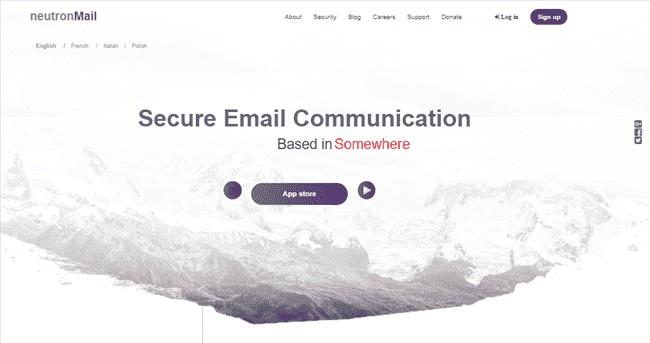 neutronMail
About Security Blog Careers Support Donate Log in Sign up
English / French / Italian / Polish
Secure Email Communication
Based in Somewhere
App store